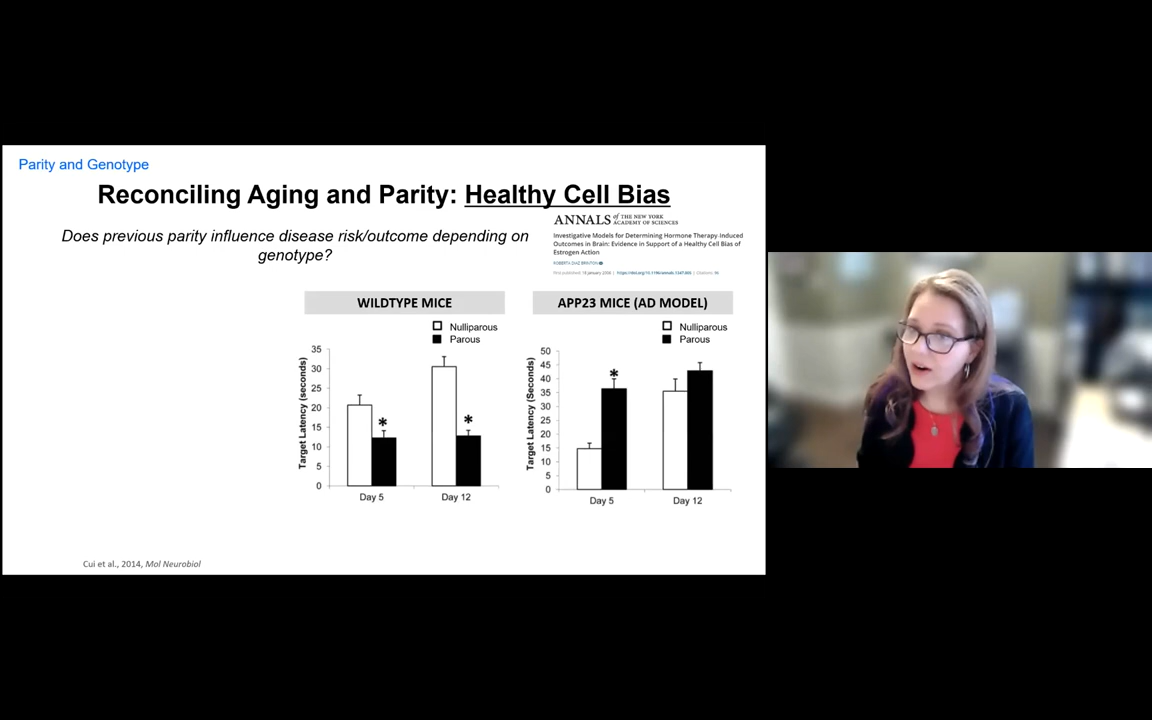 Parity and Genotype
Reconciling Aging and Parity: Healthy Cell Bias
Does previous parity influence disease risk/outcome depending on
genotype?
ANNALS of THE NEW YORK
ACADEMY OF SCIENCES
Investigative Models for Determining Hormone Therapy-Induced
Outcomes in Brain: Evidence in Support of a Healthy Cell Bias of
Estrogen Action
ROBERTA DIAZ BRINTON
WILDTYPE MICE
Nulliparous
Parous
Target Latency (seconds)
35
30
25
20
15
10
5
0
*
*
Day 5
Day 12
APP23 MICE (AD MODEL)
Nulliparous
Parous
Target Latency (Seconds)
50
45
40
35
30
25
20
15
10
5
0
*
Day 5
Day 12
Cui et al., 2014, Mol Neurobiol